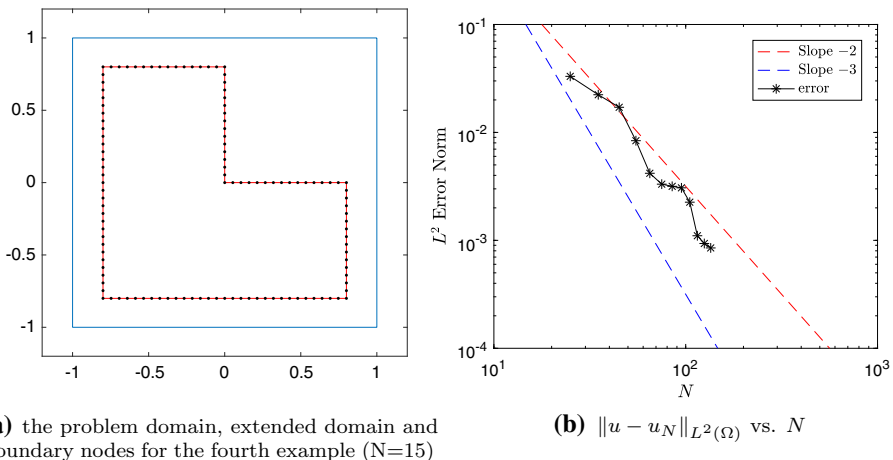 1
0.5
0
0.5
-1
-1
-0.5
0
0.5
1
10^-1
10^-2
10^-3
10^-4
L^2 Error Norm
Slope −2
Slope −3
error
10^1
10^2
10^3
N
) the problem domain, extended domain and
oundary nodes for the fourth example (N=15)
(b) ‖u − u_N‖_{L^2(Ω)} vs. N